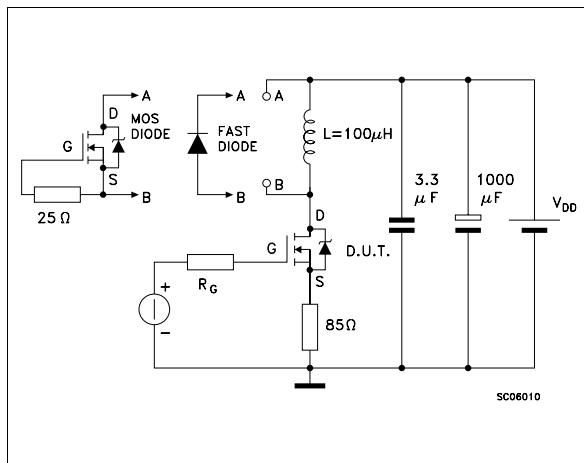 A
D
MOS
DIODE
G
S
B
25 Ω
A
FAST
DIODE
B
A
L=100μH
B
D
G
D.U.T.
S
RG
+
−
85Ω
3.3
μF
1000
μF
VDD
SC06010